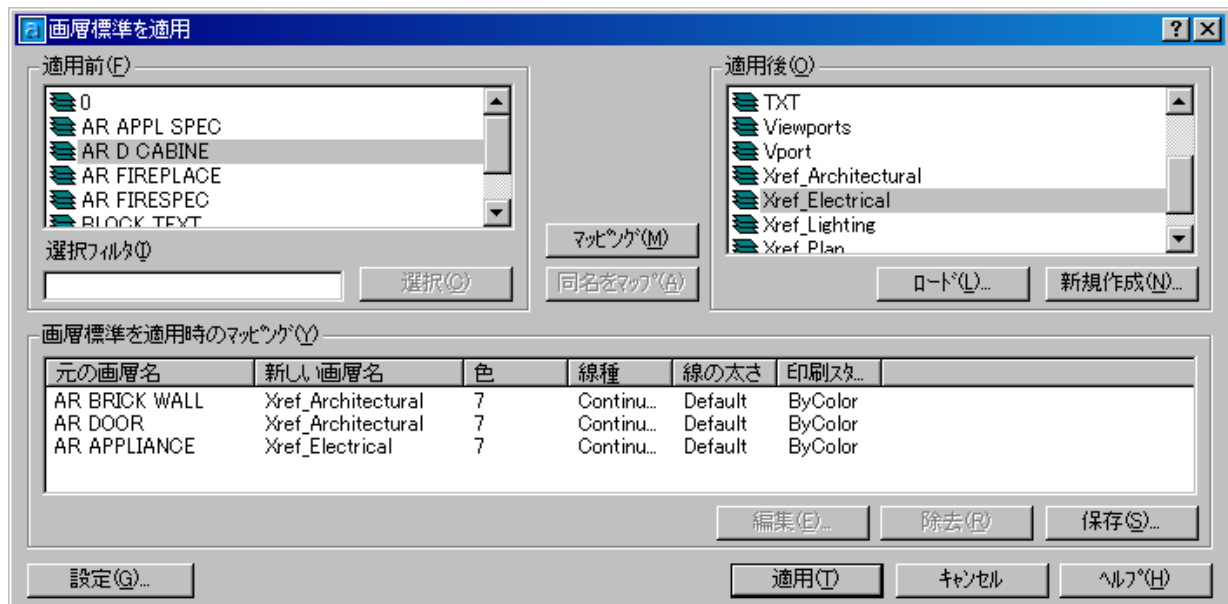 画層標準を適用
適用前(F)
0
AR APPL SPEC
AR D CABINE
AR FIREPLACE
AR FIRESPEC
BLOCK TEXT
選択フィルタ(I)
選択(C)
マッピング(M)
同名をマップ(A)
適用後(O)
TXT
Viewports
Vport
Xref_Architectural
Xref_Electrical
Xref_Lighting
Xref_Plan
ロード(L)...
新規作成(N)...
画層標準を適用時のマッピング(Y)
元の画層名 新しい画層名 色 線種 線の太さ 印刷スタ...
AR BRICK WALL Xref_Architectural 7 Continu... Default ByColor
AR DOOR Xref_Architectural 7 Continu... Default ByColor
AR APPLIANCE Xref_Electrical 7 Continu... Default ByColor
編集(E)... 除去(R) 保存(S)...
設定(G)... 適用(T) キャンセル ヘルプ(H)